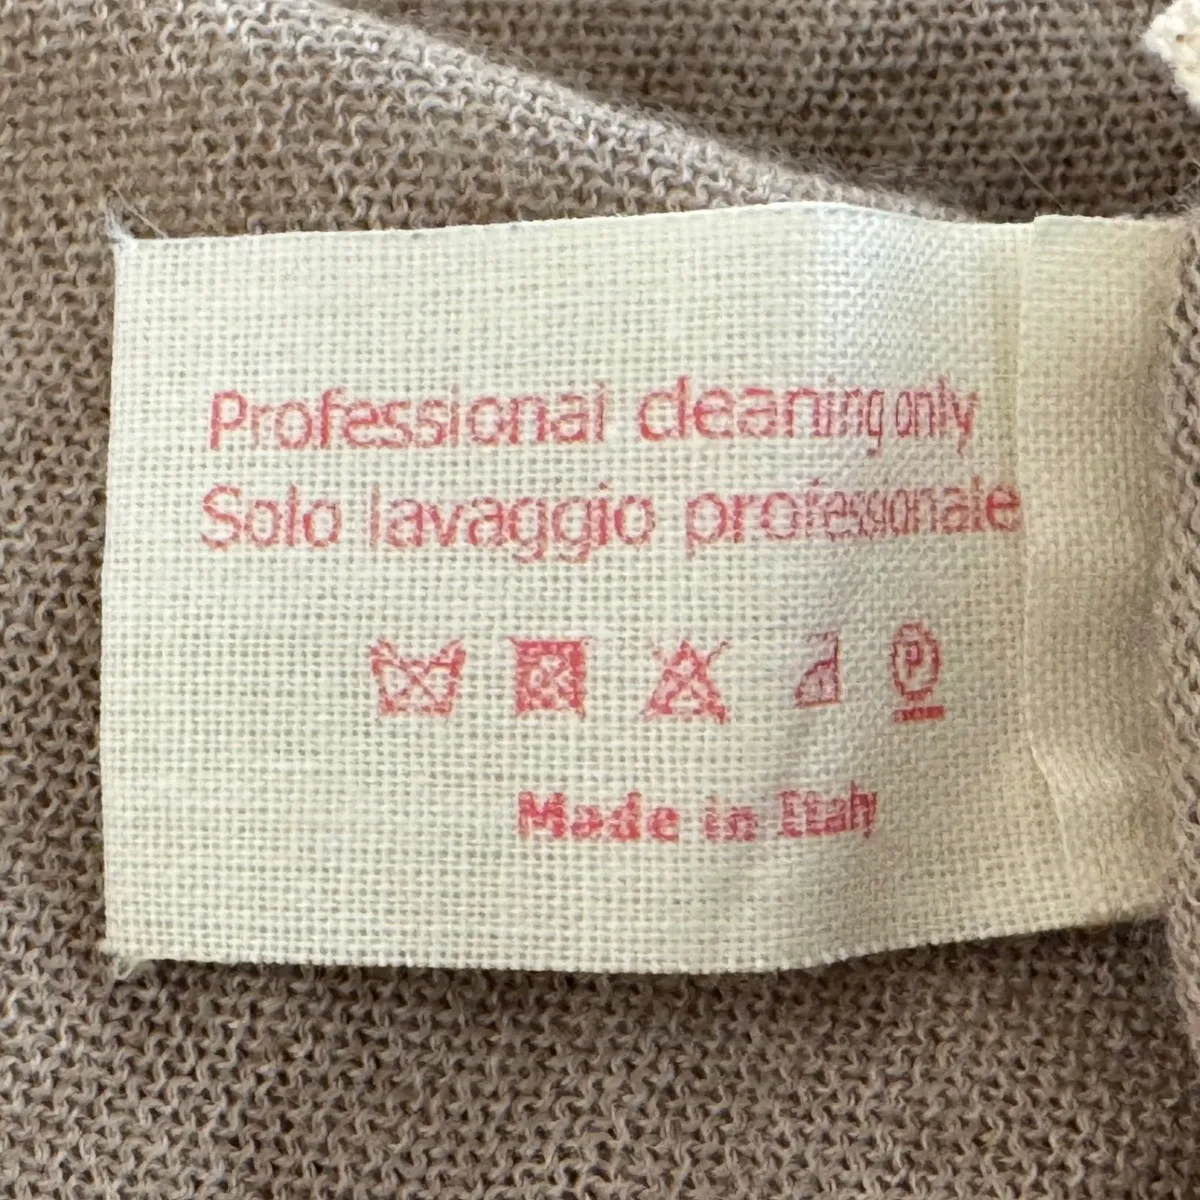 Professional cleaning only
Solo lavaggio professionale
P
Made in Italy